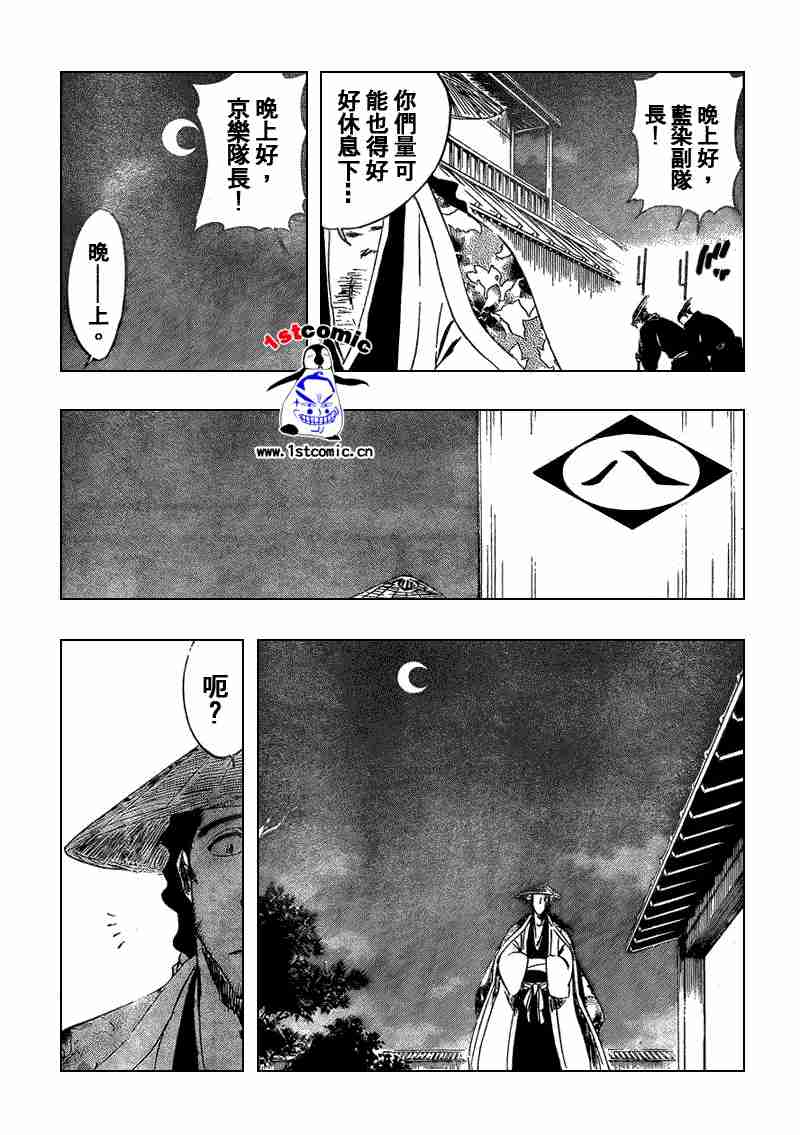 晚上好，
藍染副隊
長！
你們量可
能也得好
好休息下…
晚上好，
京樂隊長！
晚──上。
1stcomic
www.1stcomic.cn
八
呃？